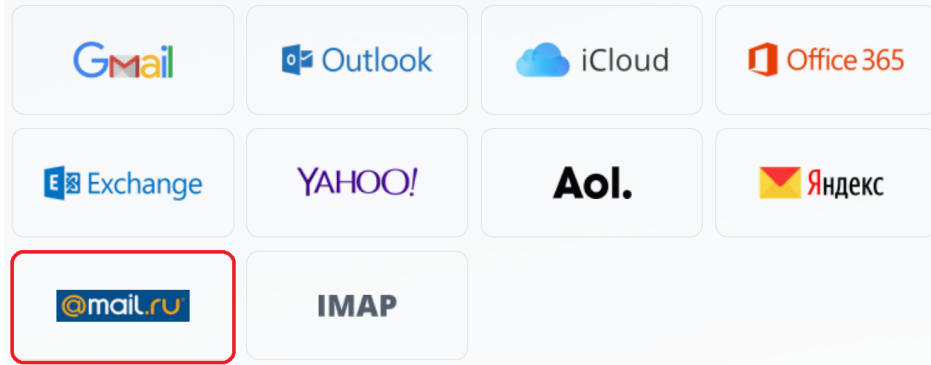 Gmail
Outlook
iCloud
Office 365
E Exchange
YAHOO!
Aol.
Яндекс
@mail.ru
IMAP